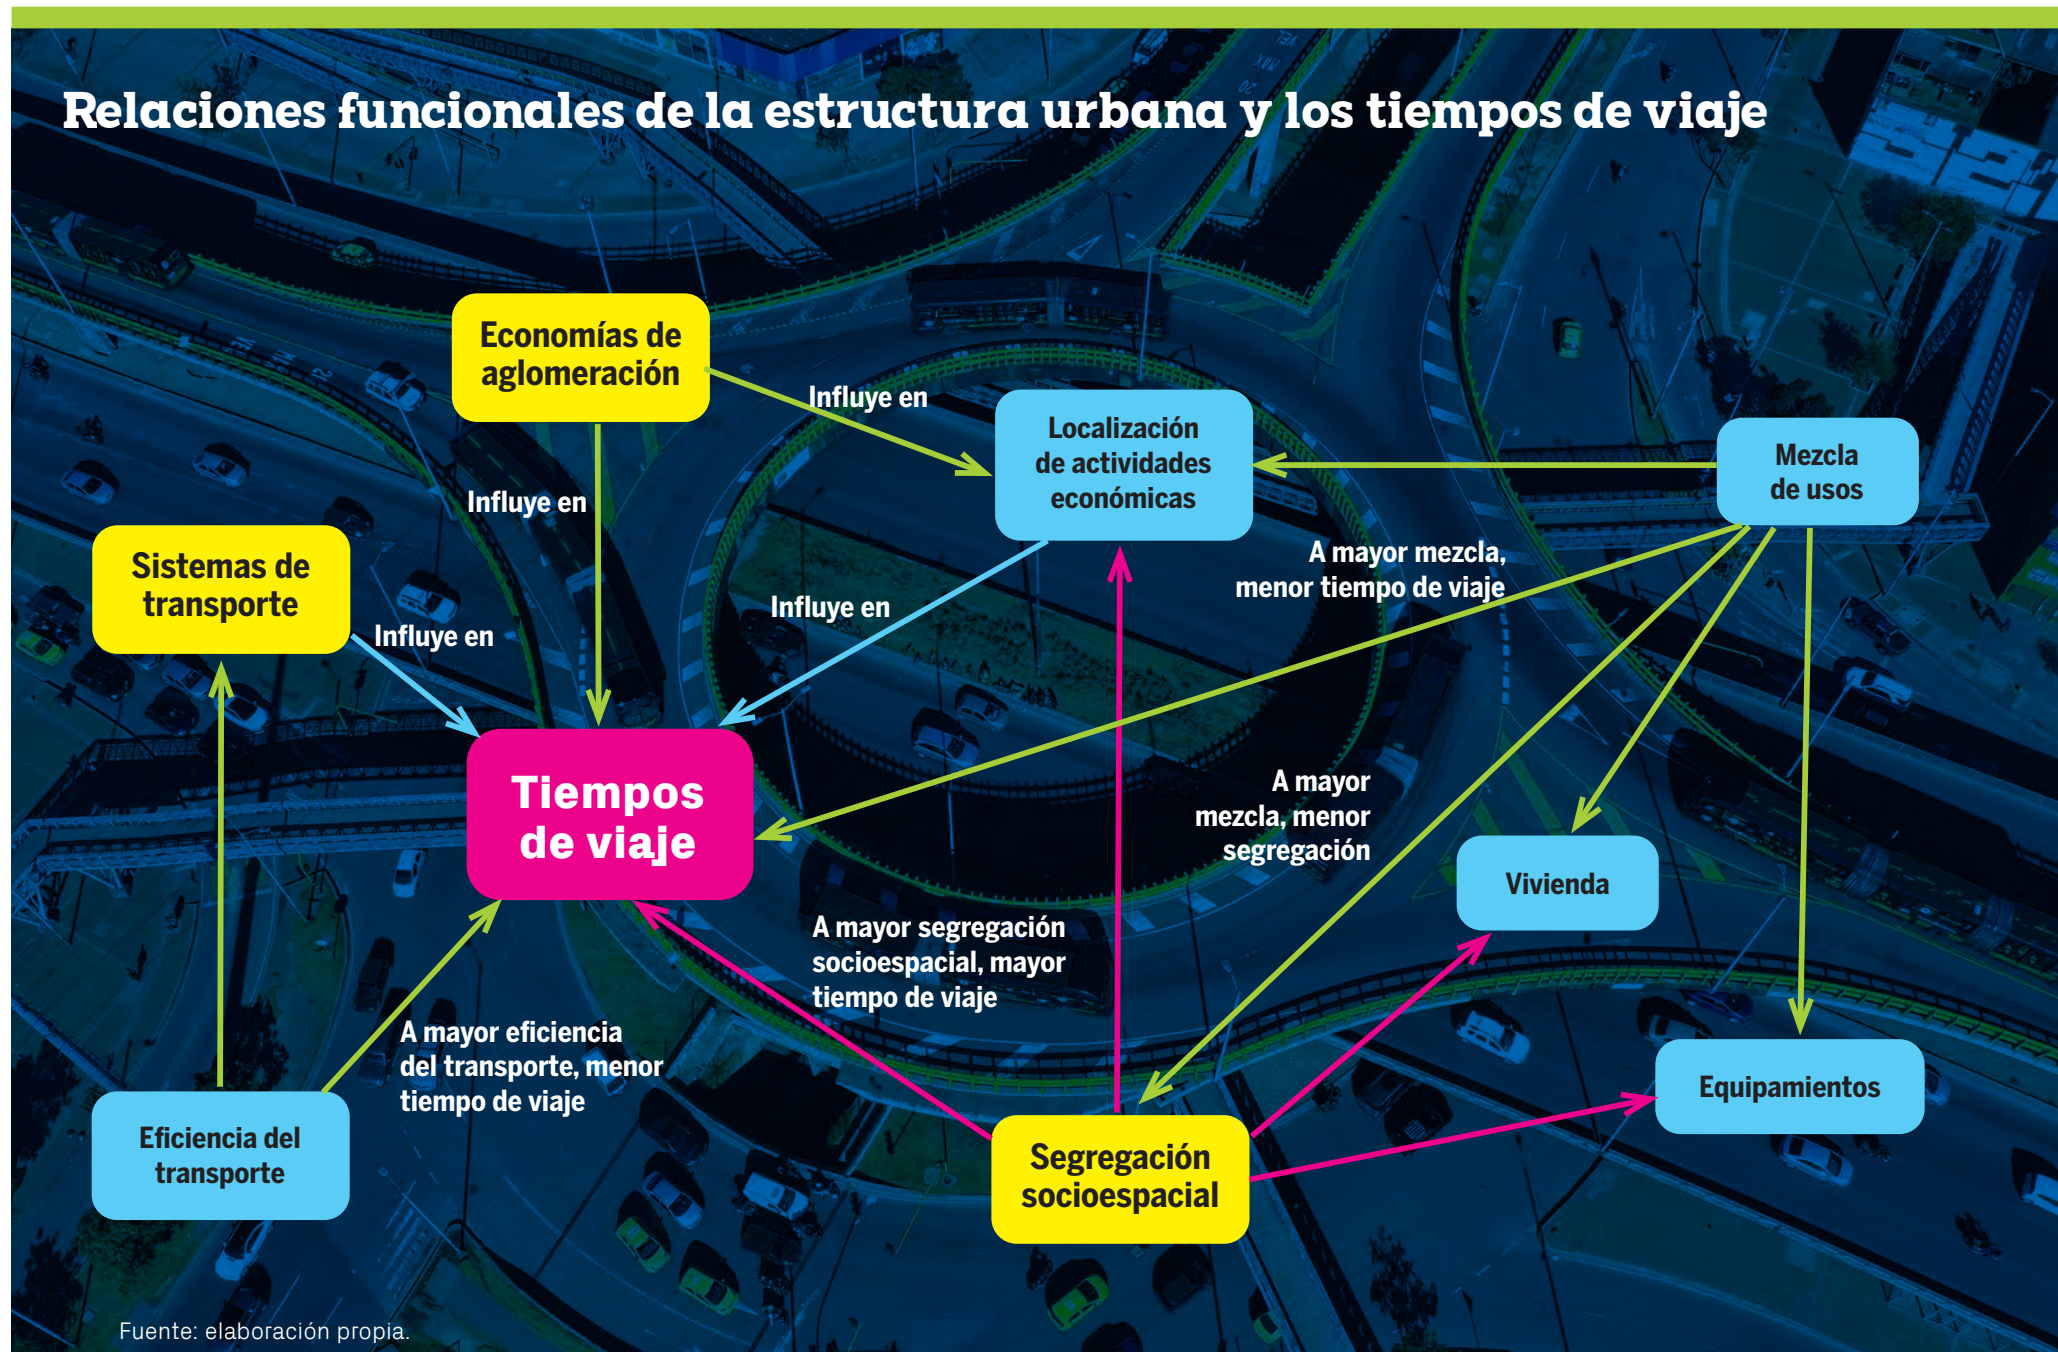 Relaciones funcionales de la estructura urbana y los tiempos de viaje
Economías de
aglomeración
Influye en
Localización
de actividades
económicas
Mezcla
de usos
Influye en
Sistemas de
transporte
Influye en
Influye en
A mayor mezcla,
menor tiempo de viaje
Tiempos
de viaje
A mayor
mezcla, menor
segregación
Vivienda
A mayor segregación
socioespacial, mayor
tiempo de viaje
A mayor eficiencia
del transporte, menor
tiempo de viaje
Equipamientos
Eficiencia del
transporte
Segregación
socioespacial
Fuente: elaboración propia.